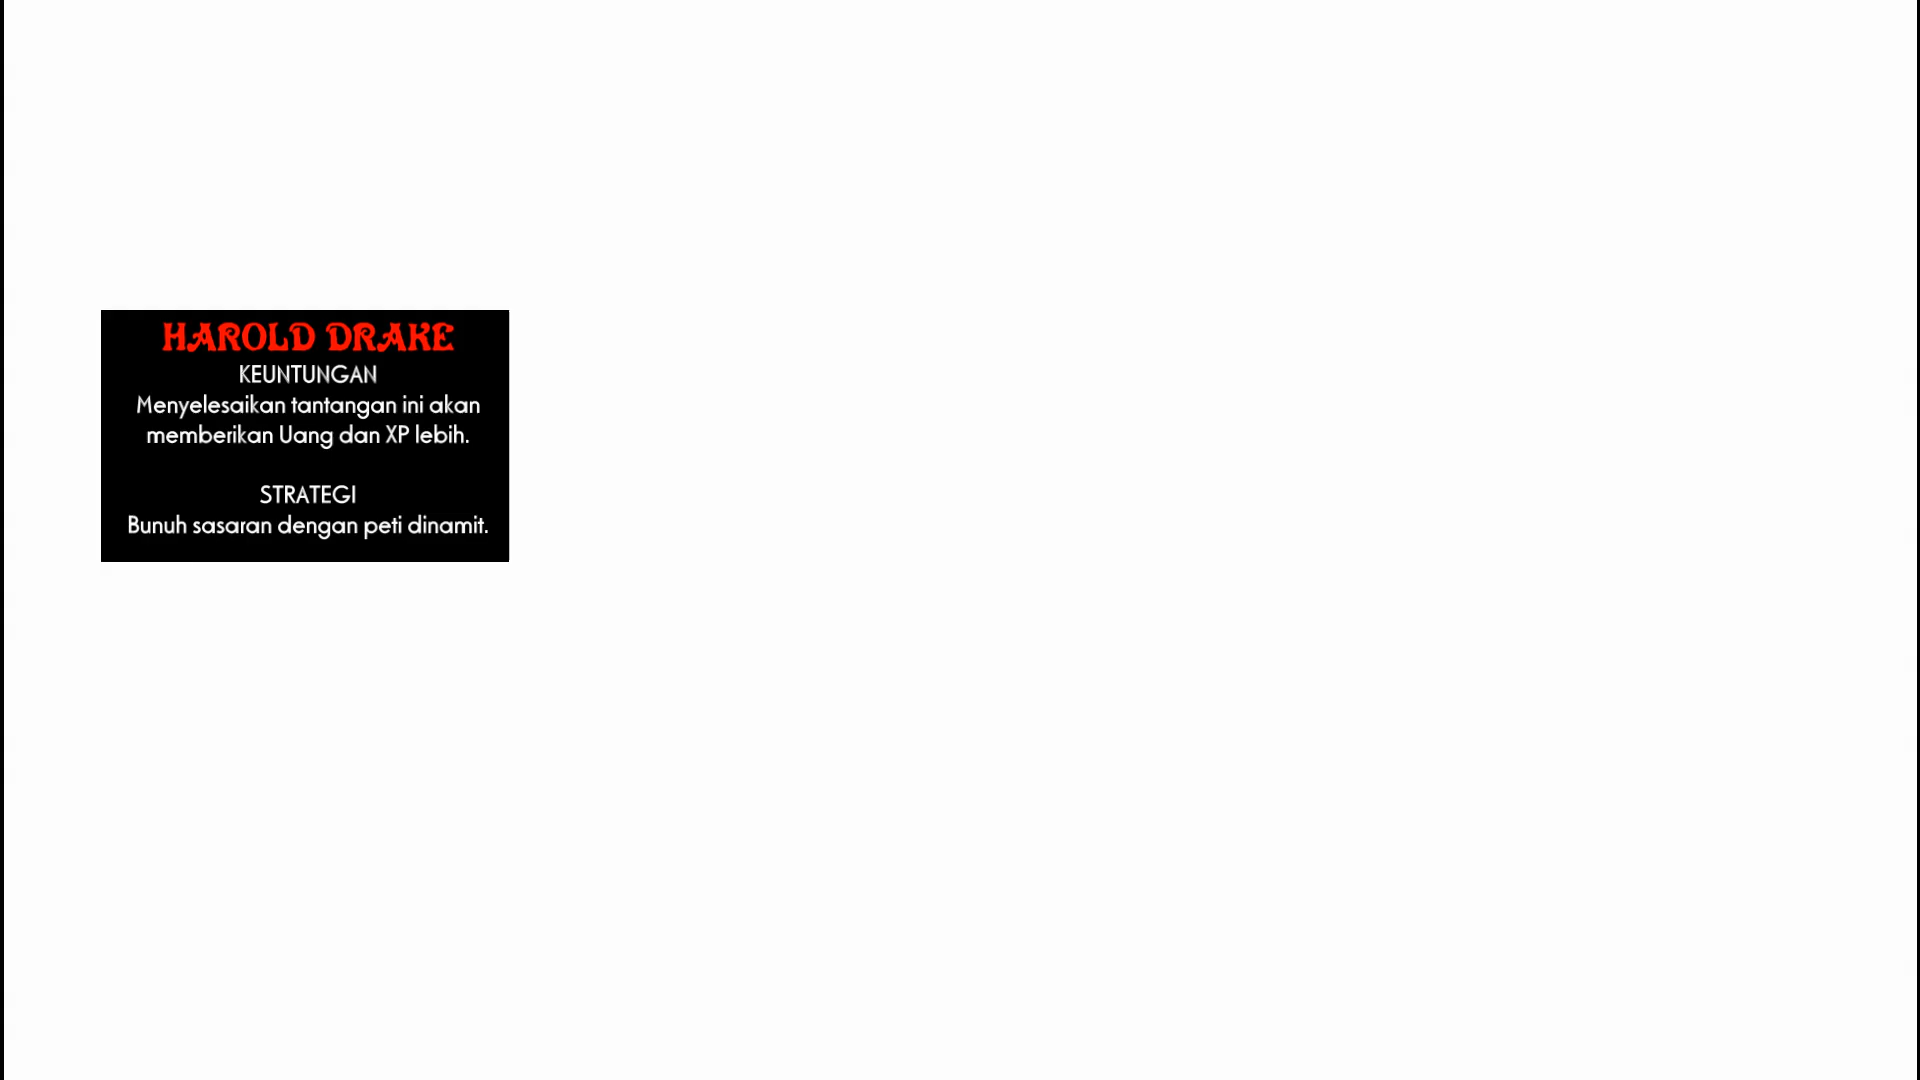 HAROLD DRAKE
KEUNTUNGAN
Menyelesaikan tantangan ini akan
memberikan Uang dan XP lebih.
STRATEGI
Bunuh sasaran dengan peti dinamit.